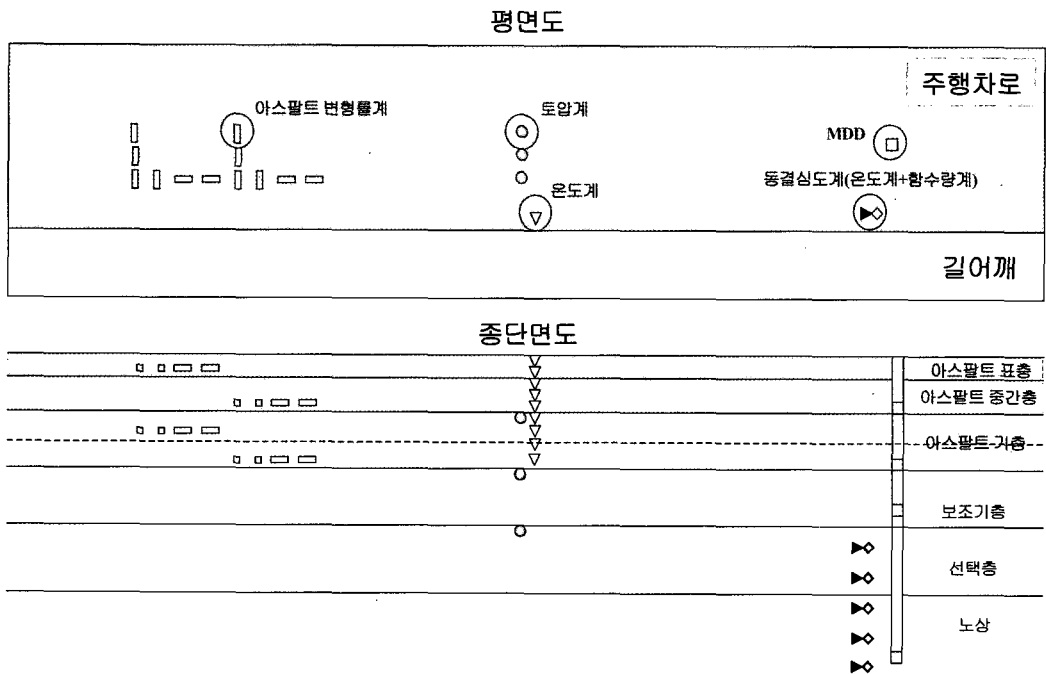 평면도
주행차로
아스팔트 변형률계
토압계
MDD
동결심도계(온도계+함수량계)
온도계
길어깨
종단면도
아스팔트 표층
아스팔트 중간층
아스팔트 기층
보조기층
선택층
노상